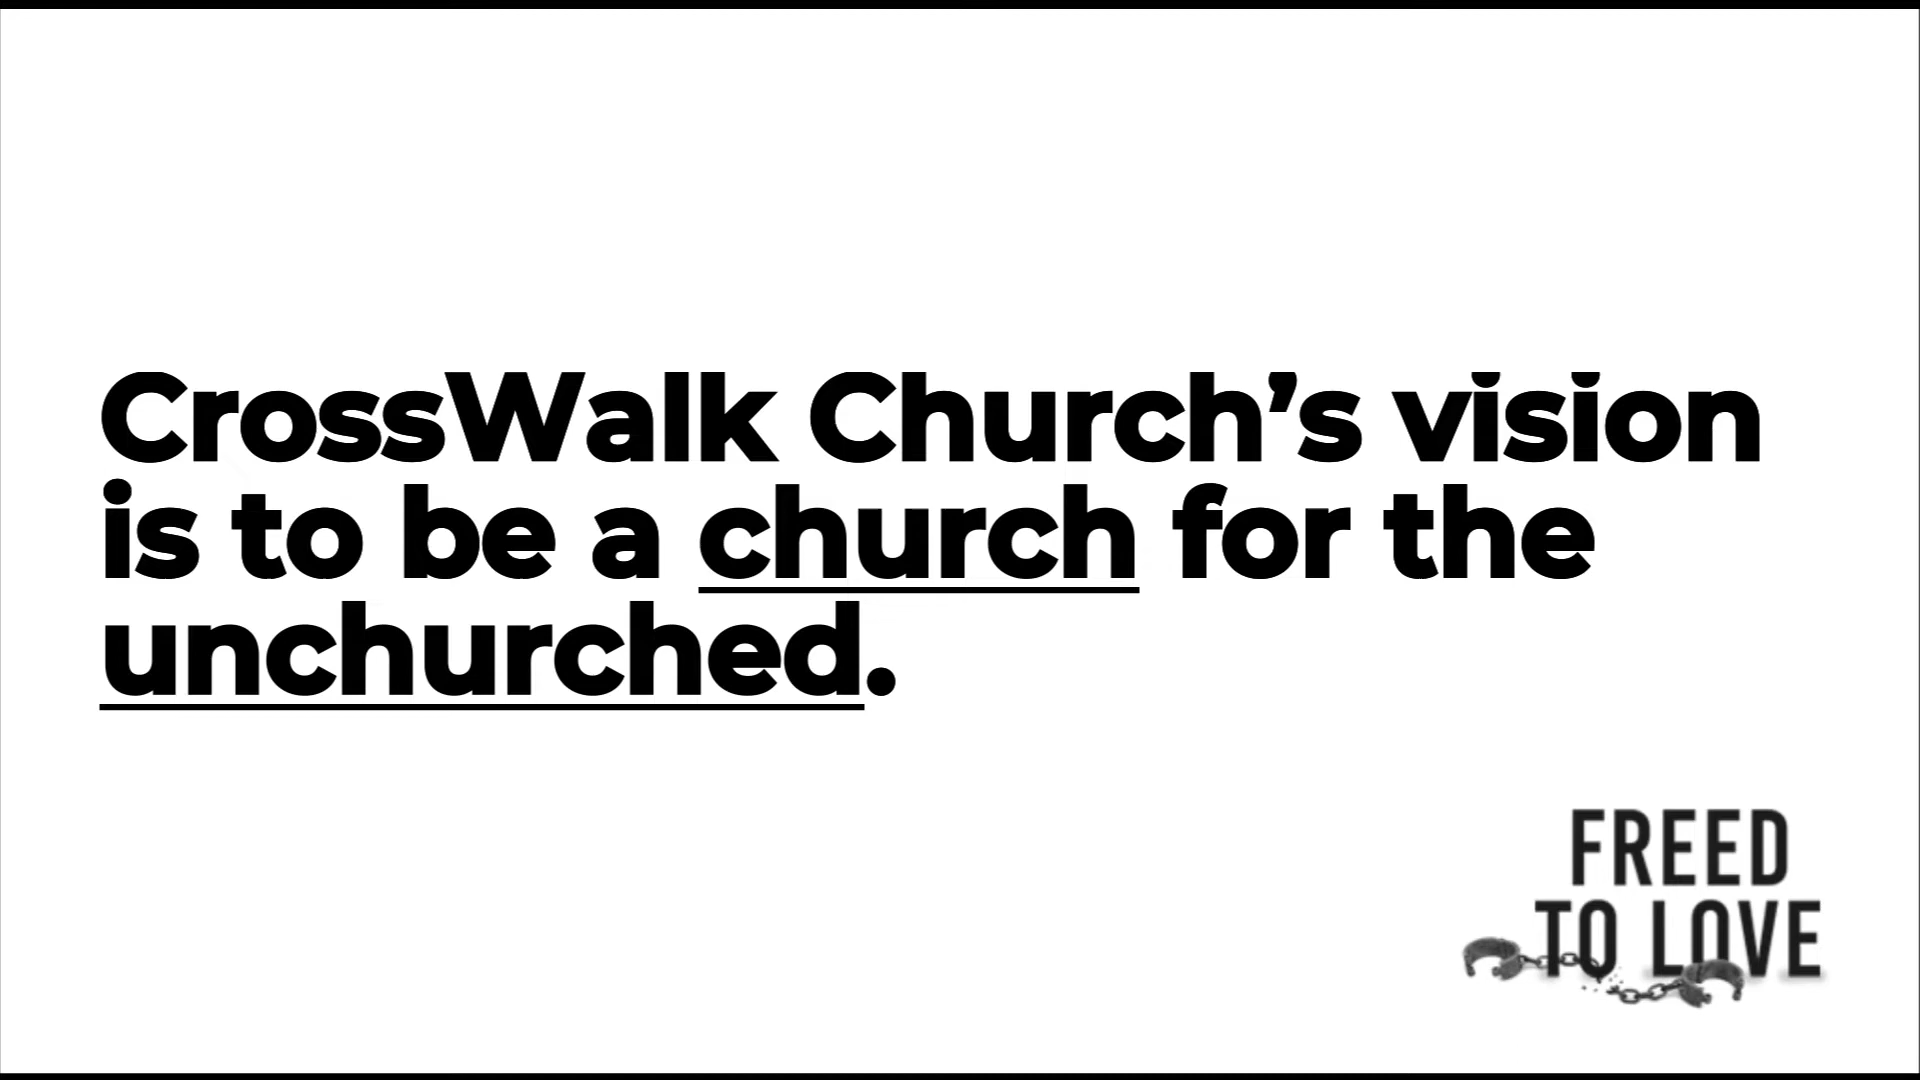 CrossWalk Church’s vision
is to be a church for the
unchurched.
FREED
TO LOVE